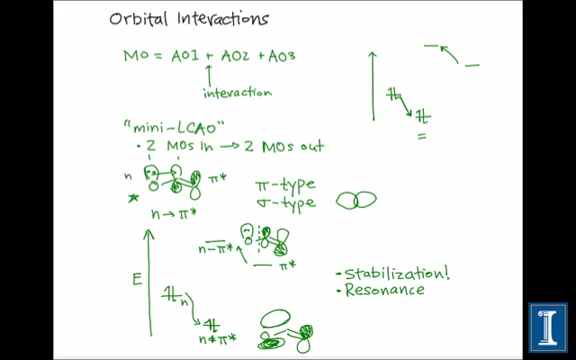 Orbital Interactions
MO = AO1 + AO2 + AO3
interaction
"mini-LCAO"
• 2 MOs in → 2 MOs out
n
π*
n → π*
π-type
σ-type
n-π*
π*
E
n
n+π*
• Stabilization!
• Resonance
I